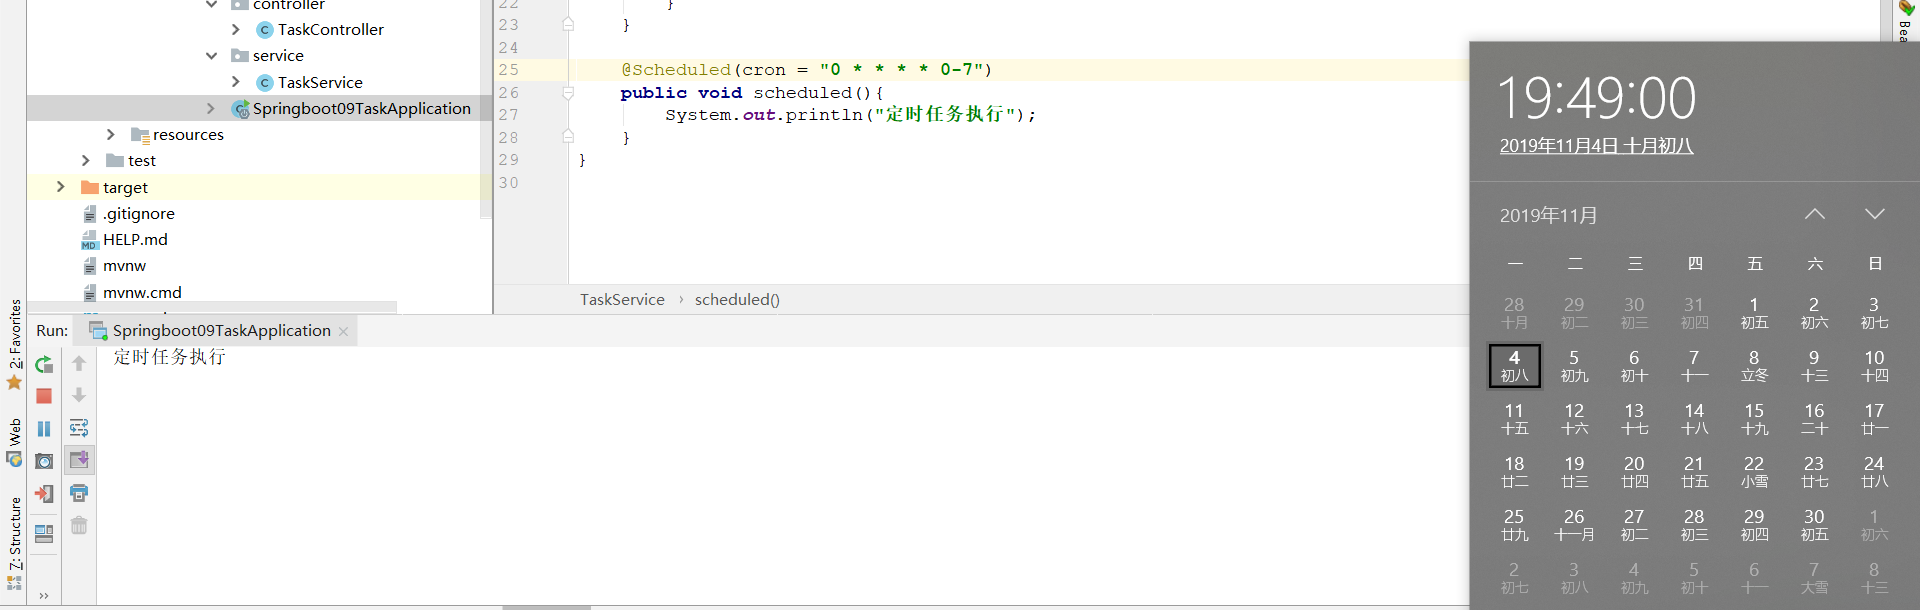 controller
TaskController
service
TaskService
Springboot09TaskApplication
resources
test
target
.gitignore
HELP.md
mvnw
mvnw.cmd
22 }
23 }
24
25 @Scheduled(cron = "0 * * * * 0-7")
26 public void scheduled(){
27 System.out.println("定时任务执行");
28 }
29 }
30
TaskService › scheduled()
2: Favorites
Web
7: Structure
Run: Springboot09TaskApplication ×
定时任务执行
»
Bea
19:49:00
2019年11月4日 十月初八
2019年11月
一 二 三 四 五 六 日
28 29 30 31 1 2 3
十月 初二 初三 初四 初五 初六 初七
4 5 6 7 8 9 10
初八 初九 初十 十一 立冬 十三 十四
11 12 13 14 15 16 17
十五 十六 十七 十八 十九 二十 廿一
18 19 20 21 22 23 24
廿二 廿三 廿四 廿五 小雪 廿七 廿八
25 26 27 28 29 30 1
廿九 十一月 初二 初三 初四 初五 初六
2 3 4 5 6 7 8
初七 初八 初九 初十 十一 大雪 十三